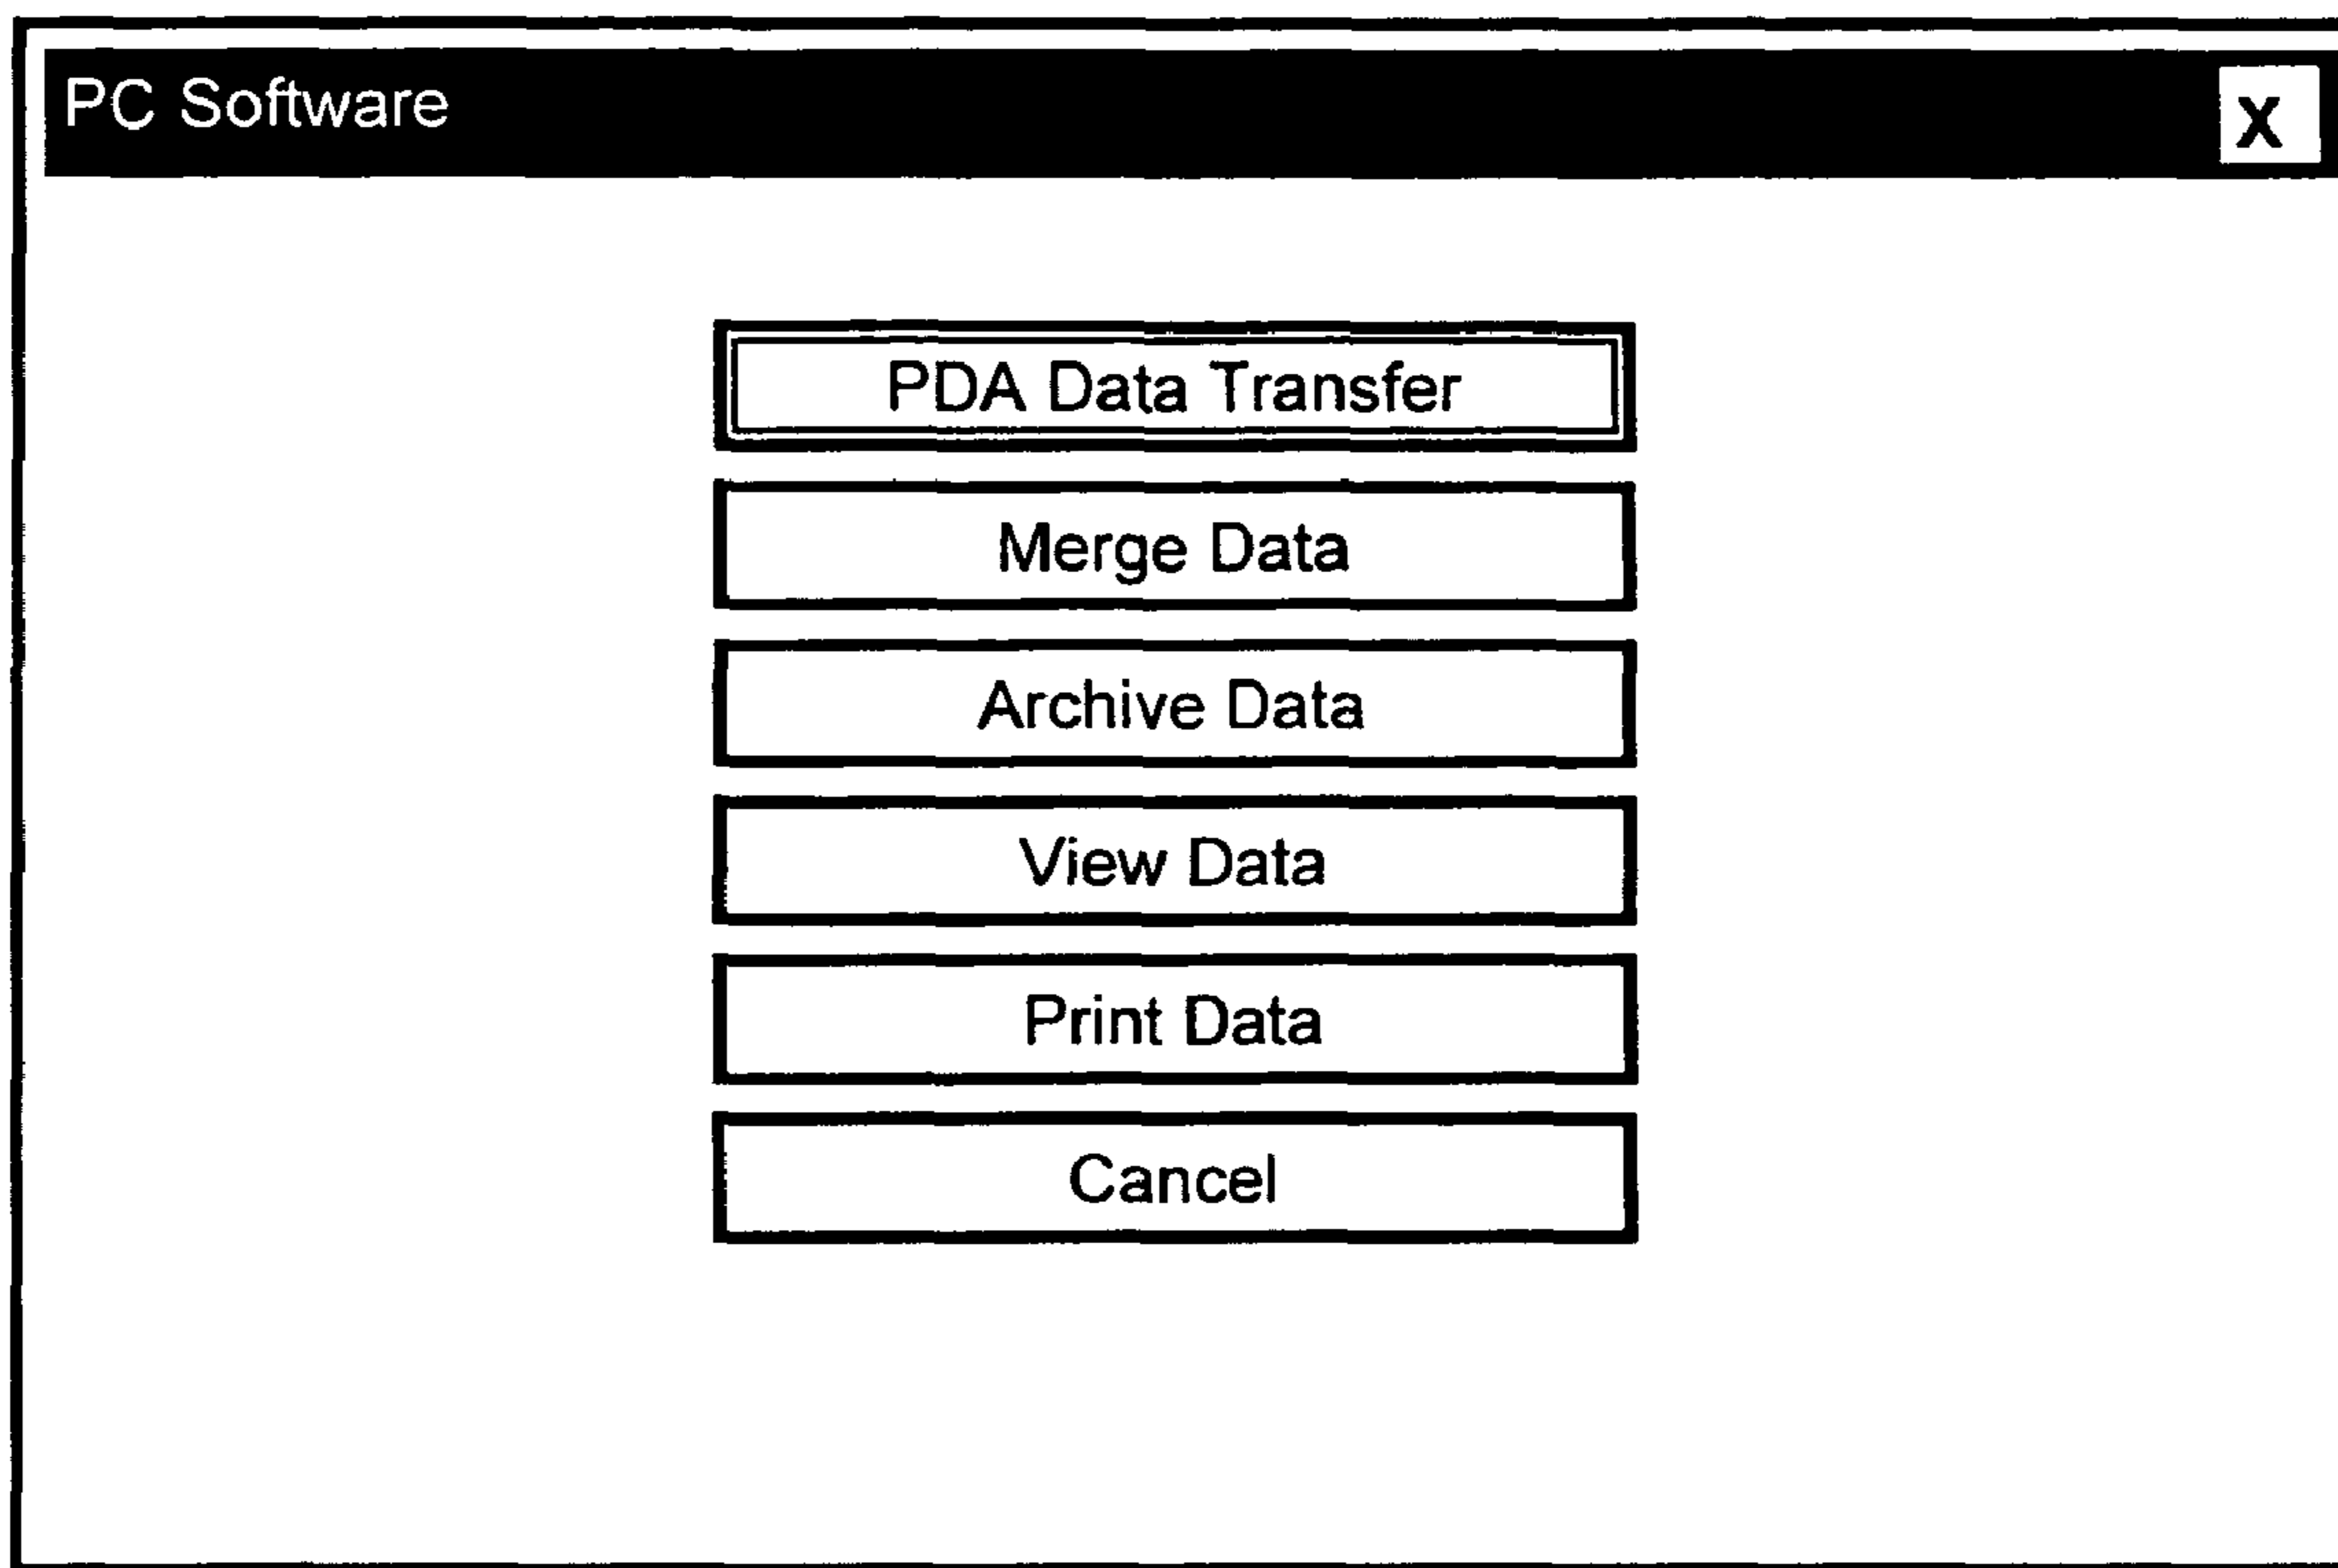 PC Software
X
PDA Data Transfer
Merge Data
Archive Data
View Data
Print Data
Cancel